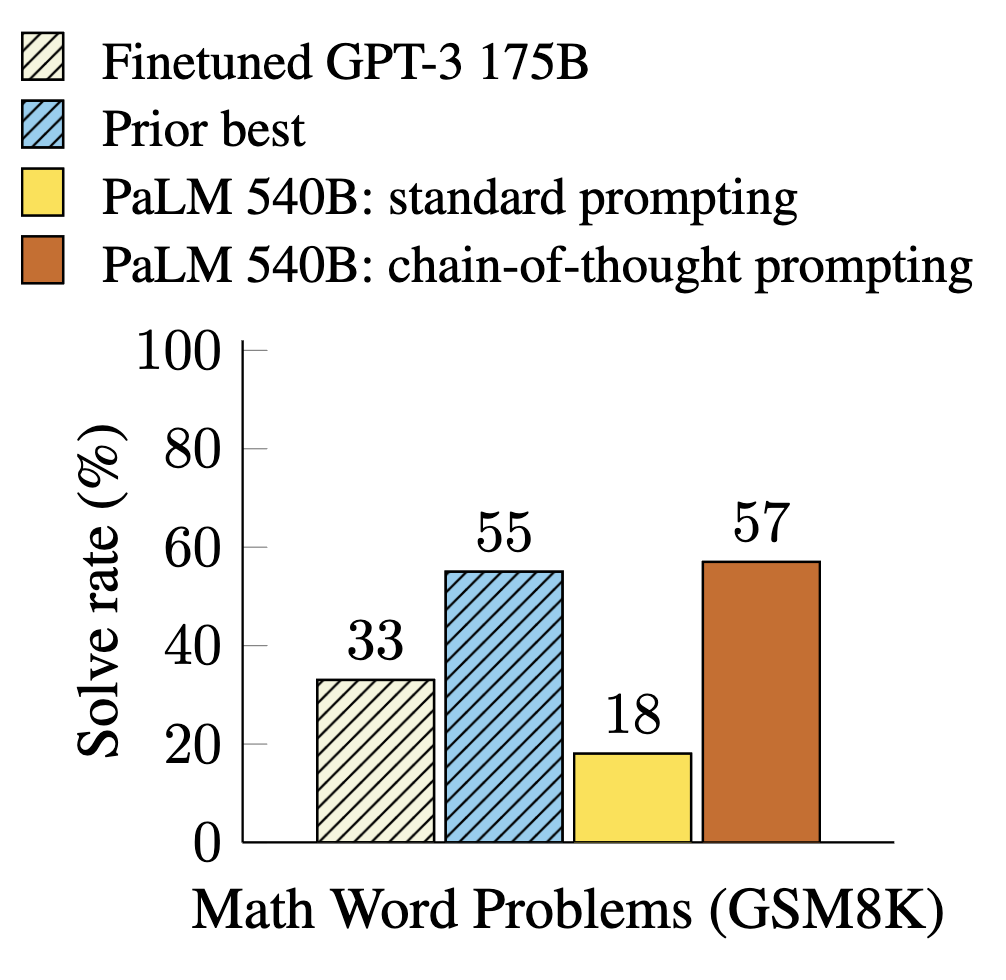 Finetuned GPT-3 175B
Prior best
PaLM 540B: standard prompting
PaLM 540B: chain-of-thought prompting
100
80
60
40
20
0
Solve rate (%)
33
55
18
57
Math Word Problems (GSM8K)